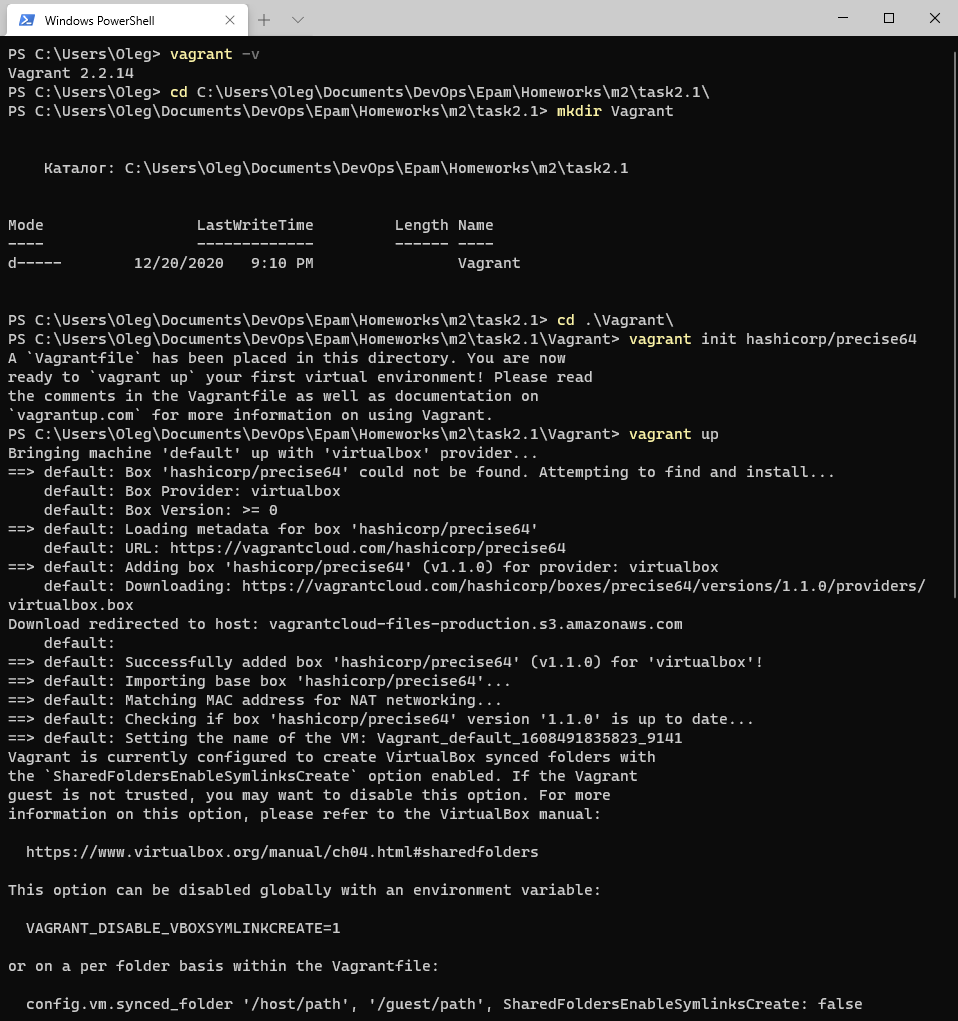 Windows PowerShell
PS C:\Users\Oleg> vagrant -v
Vagrant 2.2.14
PS C:\Users\Oleg> cd C:\Users\Oleg\Documents\DevOps\Epam\Homeworks\m2\task2.1\
PS C:\Users\Oleg\Documents\DevOps\Epam\Homeworks\m2\task2.1> mkdir Vagrant
    Каталог: C:\Users\Oleg\Documents\DevOps\Epam\Homeworks\m2\task2.1
Mode                 LastWriteTime         Length Name
----                 -------------         ------ ----
d-----        12/20/2020   9:10 PM                Vagrant
PS C:\Users\Oleg\Documents\DevOps\Epam\Homeworks\m2\task2.1> cd .\Vagrant\
PS C:\Users\Oleg\Documents\DevOps\Epam\Homeworks\m2\task2.1\Vagrant> vagrant init hashicorp/precise64
A `Vagrantfile` has been placed in this directory. You are now
ready to `vagrant up` your first virtual environment! Please read
the comments in the Vagrantfile as well as documentation on
`vagrantup.com` for more information on using Vagrant.
PS C:\Users\Oleg\Documents\DevOps\Epam\Homeworks\m2\task2.1\Vagrant> vagrant up
Bringing machine 'default' up with 'virtualbox' provider...
==> default: Box 'hashicorp/precise64' could not be found. Attempting to find and install...
    default: Box Provider: virtualbox
    default: Box Version: >= 0
==> default: Loading metadata for box 'hashicorp/precise64'
    default: URL: https://vagrantcloud.com/hashicorp/precise64
==> default: Adding box 'hashicorp/precise64' (v1.1.0) for provider: virtualbox
    default: Downloading: https://vagrantcloud.com/hashicorp/boxes/precise64/versions/1.1.0/providers/
virtualbox.box
Download redirected to host: vagrantcloud-files-production.s3.amazonaws.com
    default:
==> default: Successfully added box 'hashicorp/precise64' (v1.1.0) for 'virtualbox'!
==> default: Importing base box 'hashicorp/precise64'...
==> default: Matching MAC address for NAT networking...
==> default: Checking if box 'hashicorp/precise64' version '1.1.0' is up to date...
==> default: Setting the name of the VM: Vagrant_default_1608491835823_9141
Vagrant is currently configured to create VirtualBox synced folders with
the `SharedFoldersEnableSymlinksCreate` option enabled. If the Vagrant
guest is not trusted, you may want to disable this option. For more
information on this option, please refer to the VirtualBox manual:
  https://www.virtualbox.org/manual/ch04.html#sharedfolders
This option can be disabled globally with an environment variable:
  VAGRANT_DISABLE_VBOXSYMLINKCREATE=1
or on a per folder basis within the Vagrantfile:
  config.vm.synced_folder '/host/path', '/guest/path', SharedFoldersEnableSymlinksCreate: false